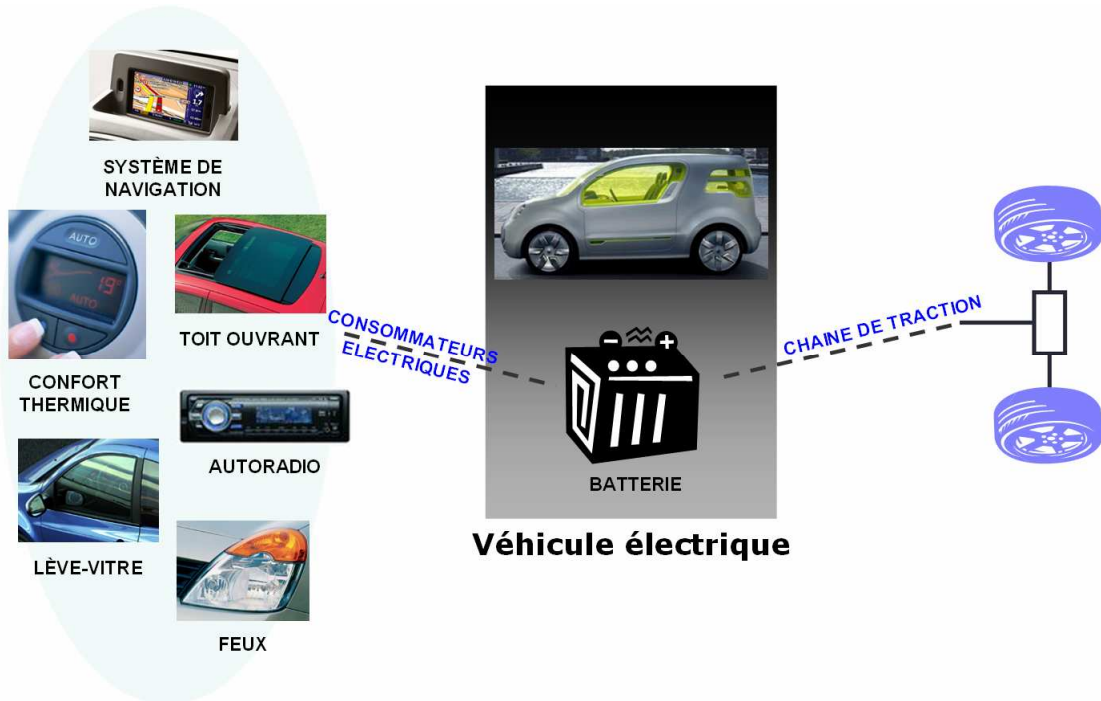 SYSTÈME DE
NAVIGATION
AUTO
19°
AUTO
TOIT OUVRANT
CONFORT
THERMIQUE
AUTORADIO
LÈVE-VITRE
FEUX
CONSOMMATEURS
ELECTRIQUES
BATTERIE
Véhicule électrique
CHAINE DE TRACTION